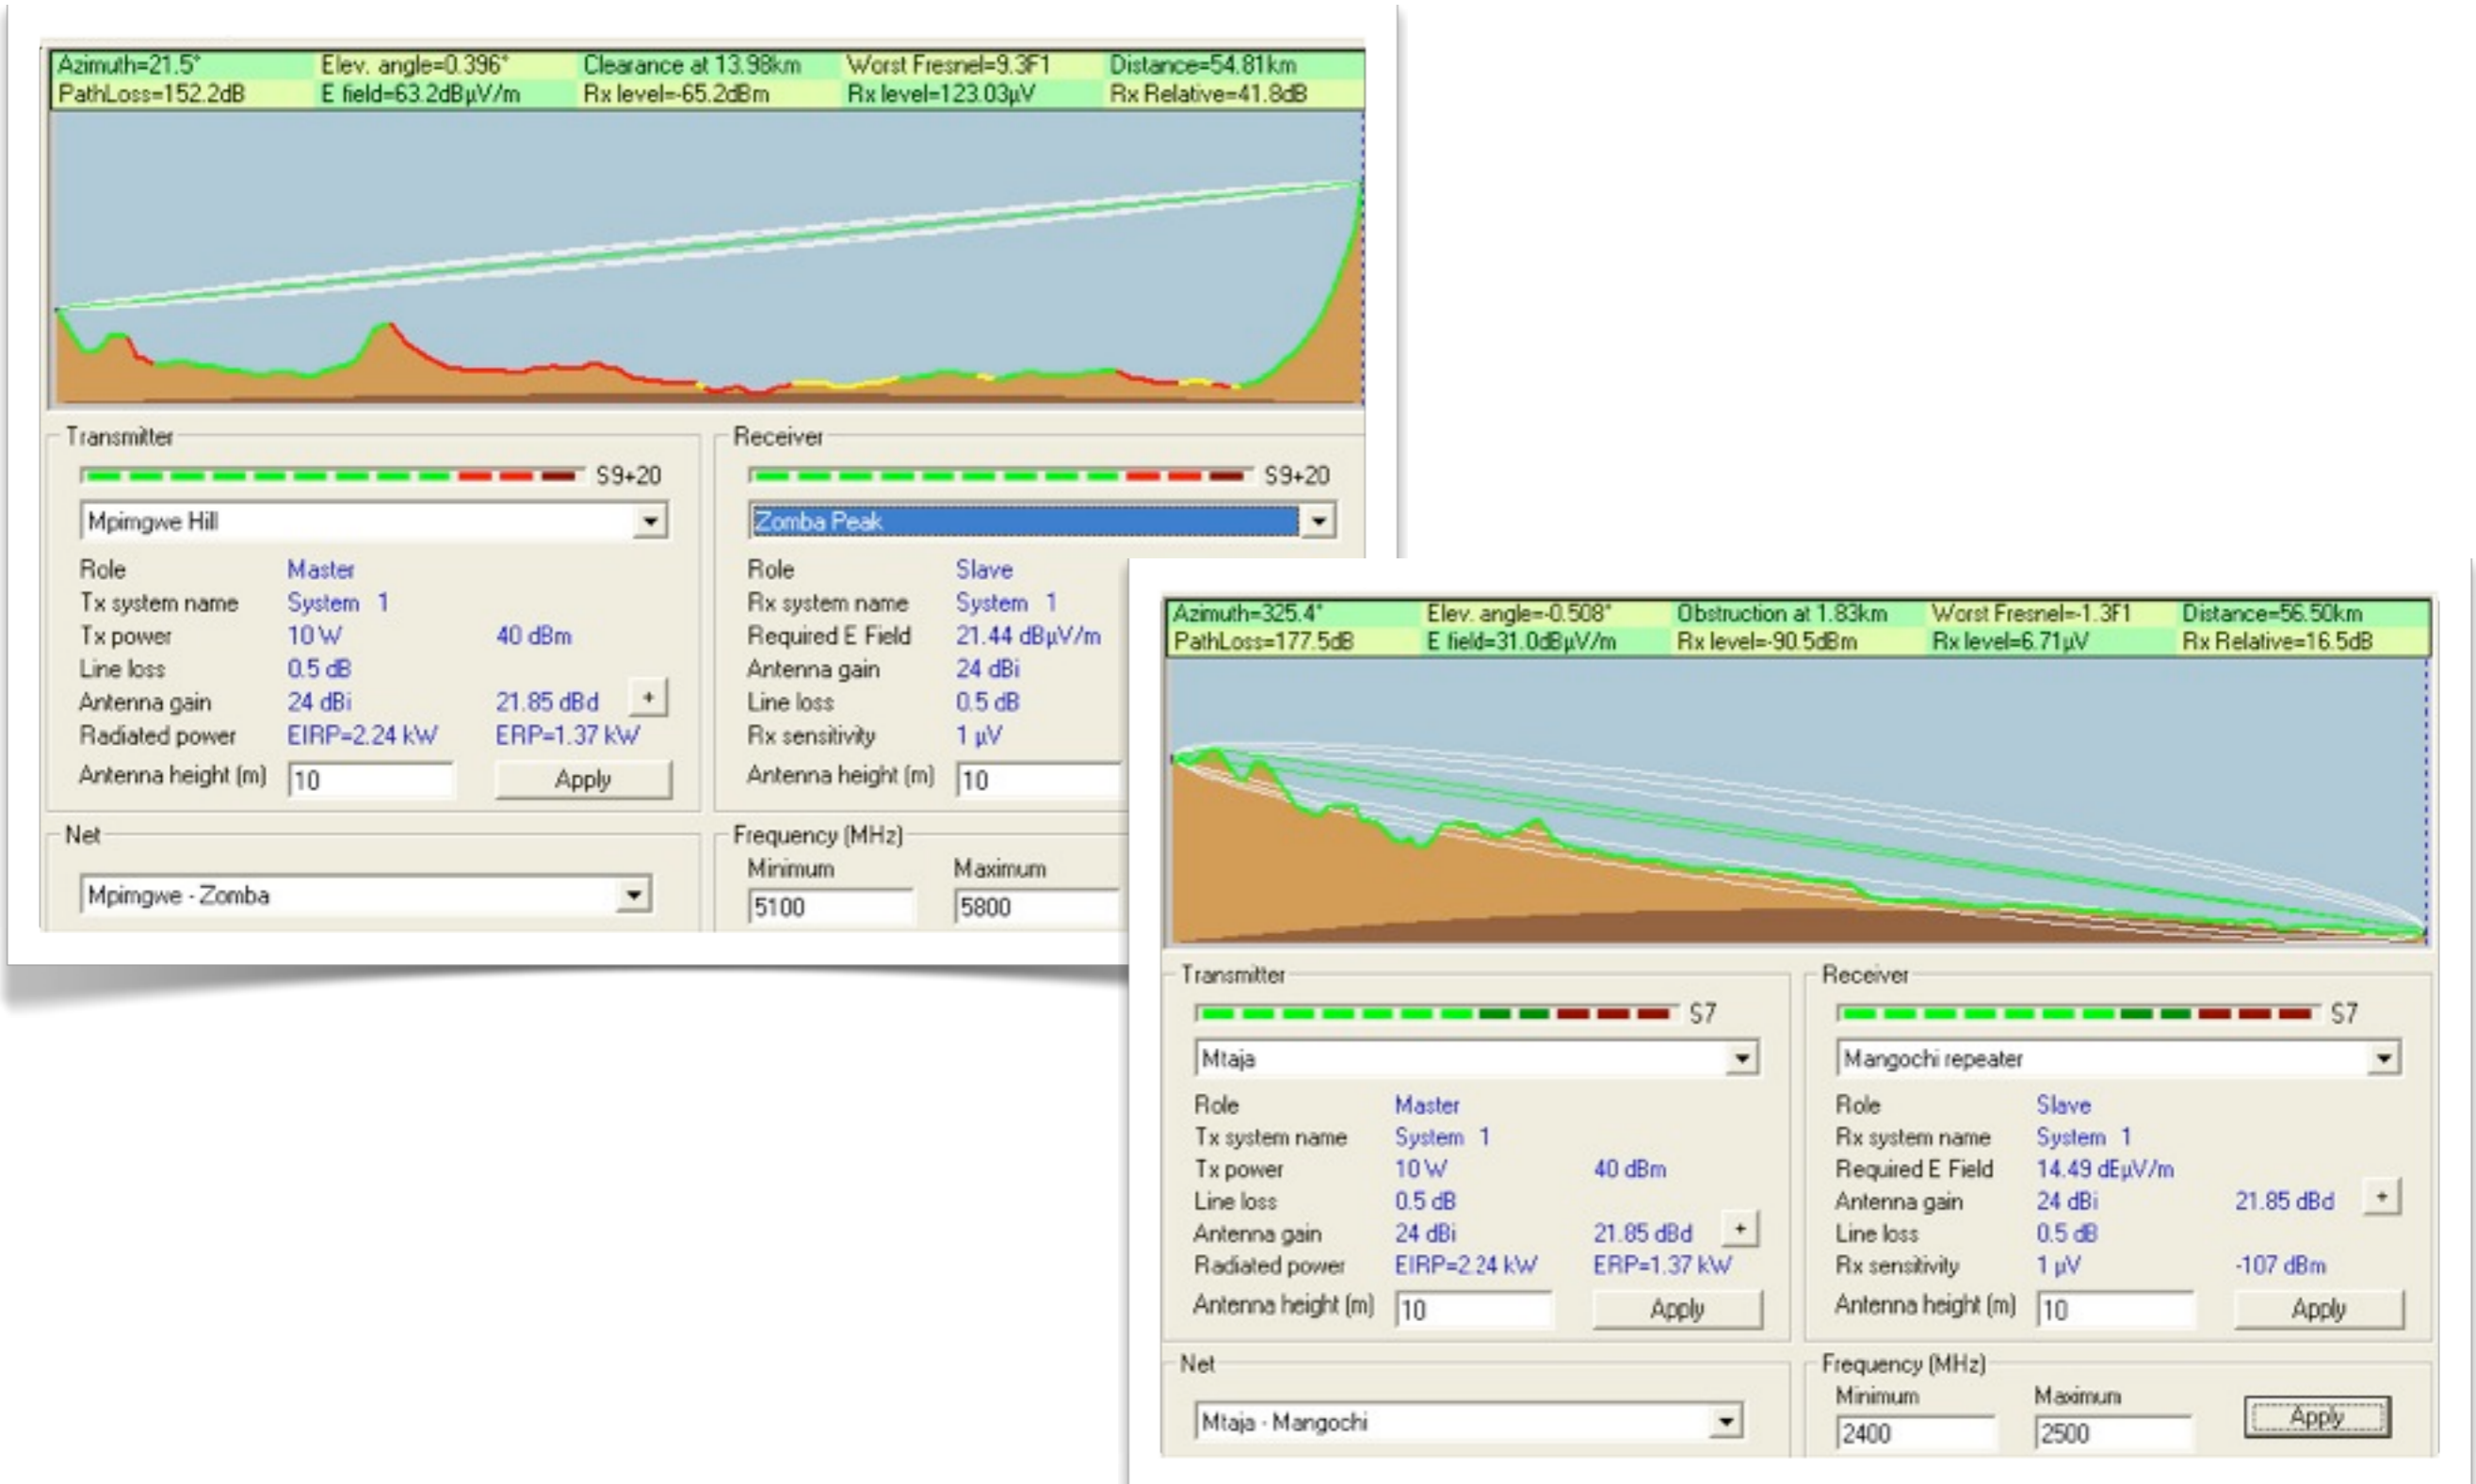 Azimuth=21.5° Elev. angle=0.396° Clearance at 13.98km Worst Fresnel=9.3F1 Distance=54.81km
PathLoss=152.2dB E field=63.2dBµV/m Rx level=-65.2dBm Rx level=123.03µV Rx Relative=41.8dB
Transmitter
S9+20
Mpimgwe Hill
Role Master
Tx system name System 1
Tx power 10 W 40 dBm
Line loss 0.5 dB
Antenna gain 24 dBi 21.85 dBd +
Radiated power EIRP=2.24 kW ERP=1.37 kW
Antenna height (m) 10 Apply
Net
Mpimgwe - Zomba
Receiver
S9+20
Zomba Peak
Role Slave
Rx system name System 1
Required E Field 21.44 dBµV/m
Antenna gain 24 dBi
Line loss 0.5 dB
Rx sensitivity 1 µV
Antenna height (m) 10
Frequency (MHz)
Minimum Maximum
5100 5800
Azimuth=325.4° Elev. angle=-0.508° Obstruction at 1.83km Worst Fresnel=-1.3F1 Distance=56.50km
PathLoss=177.5dB E field=31.0dBµV/m Rx level=-90.5dBm Rx level=6.71µV Rx Relative=16.5dB
Transmitter
S7
Mtaja
Role Master
Tx system name System 1
Tx power 10 W 40 dBm
Line loss 0.5 dB
Antenna gain 24 dBi 21.85 dBd +
Radiated power EIRP=2.24 kW ERP=1.37 kW
Antenna height (m) 10 Apply
Net
Mtaja - Mangochi
Receiver
S7
Mangochi repeater
Role Slave
Rx system name System 1
Required E Field 14.49 dBµV/m
Antenna gain 24 dBi 21.85 dBd +
Line loss 0.5 dB
Rx sensitivity 1 µV -107 dBm
Antenna height (m) 10 Apply
Frequency (MHz)
Minimum Maximum
2400 2500 Apply